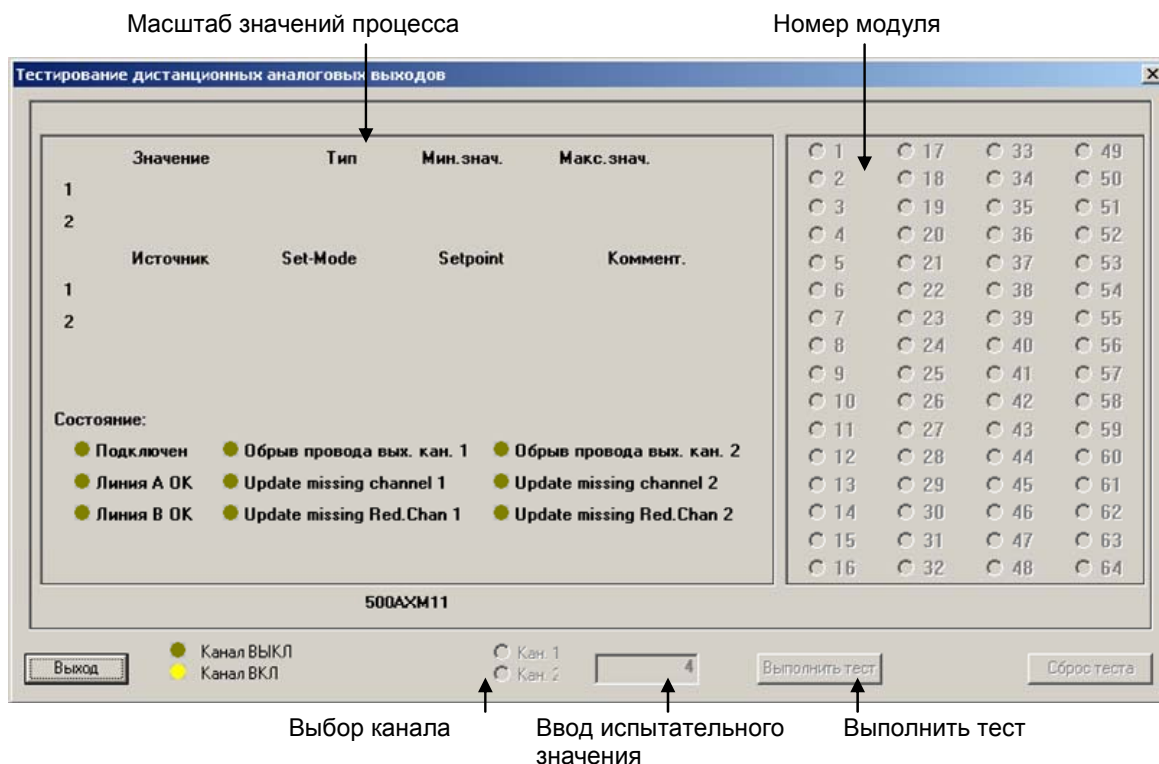 Масштаб значений процесса
Номер модуля
Тестирование дистанционных аналоговых выходов
Значение Тип Мин.знач. Макс.знач.
1
2
Источник Set-Mode Setpoint Коммент.
1
2
Состояние:
Подключен Обрыв провода вых. кан. 1 Обрыв провода вых. кан. 2
Линия А ОК Update missing channel 1 Update missing channel 2
Линия В ОК Update missing Red.Chan 1 Update missing Red.Chan 2
1 17 33 49
2 18 34 50
3 19 35 51
4 20 36 52
5 21 37 53
6 22 38 54
7 23 39 55
8 24 40 56
9 25 41 57
10 26 42 58
11 27 43 59
12 28 44 60
13 29 45 61
14 30 46 62
15 31 47 63
16 32 48 64
500AXM11
Выход
Канал ВЫКЛ
Канал ВКЛ
Кан. 1
Кан. 2
4
Выполнить тест
Сброс теста
Выбор канала
Ввод испытательного
значения
Выполнить тест